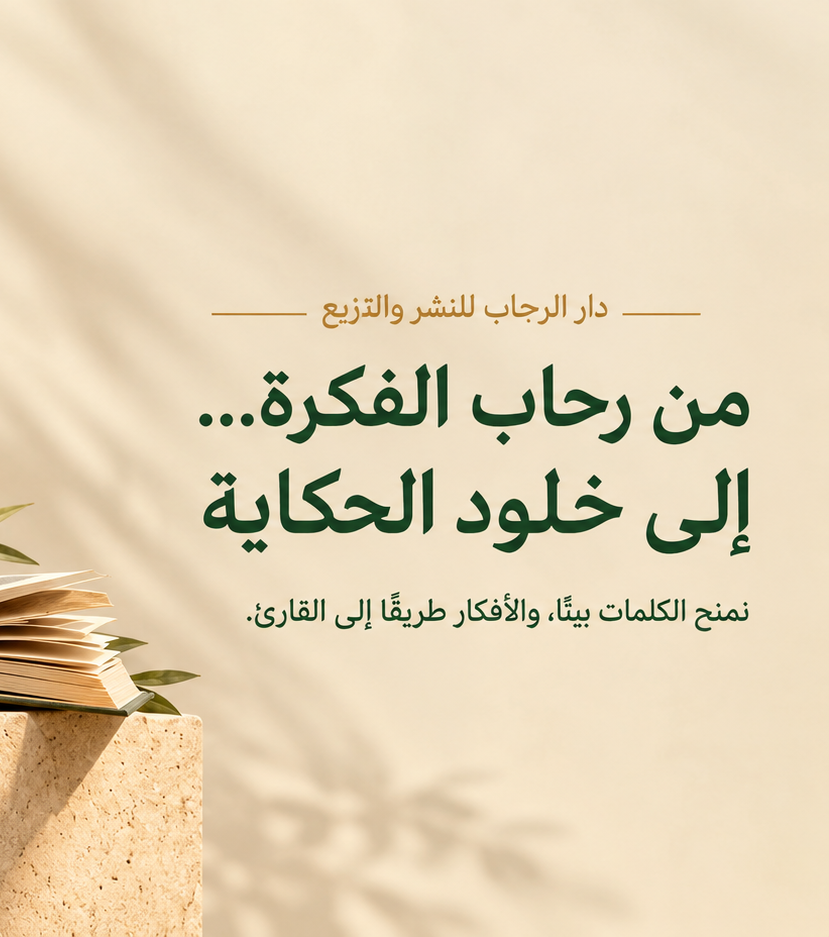 دار الرجاب للنشر والتزيع
من رحاب الفكرة...
إلى خلود الحكاية
نمنح الكلمات بيتًا، والأفكار طريقًا إلى القارئ.